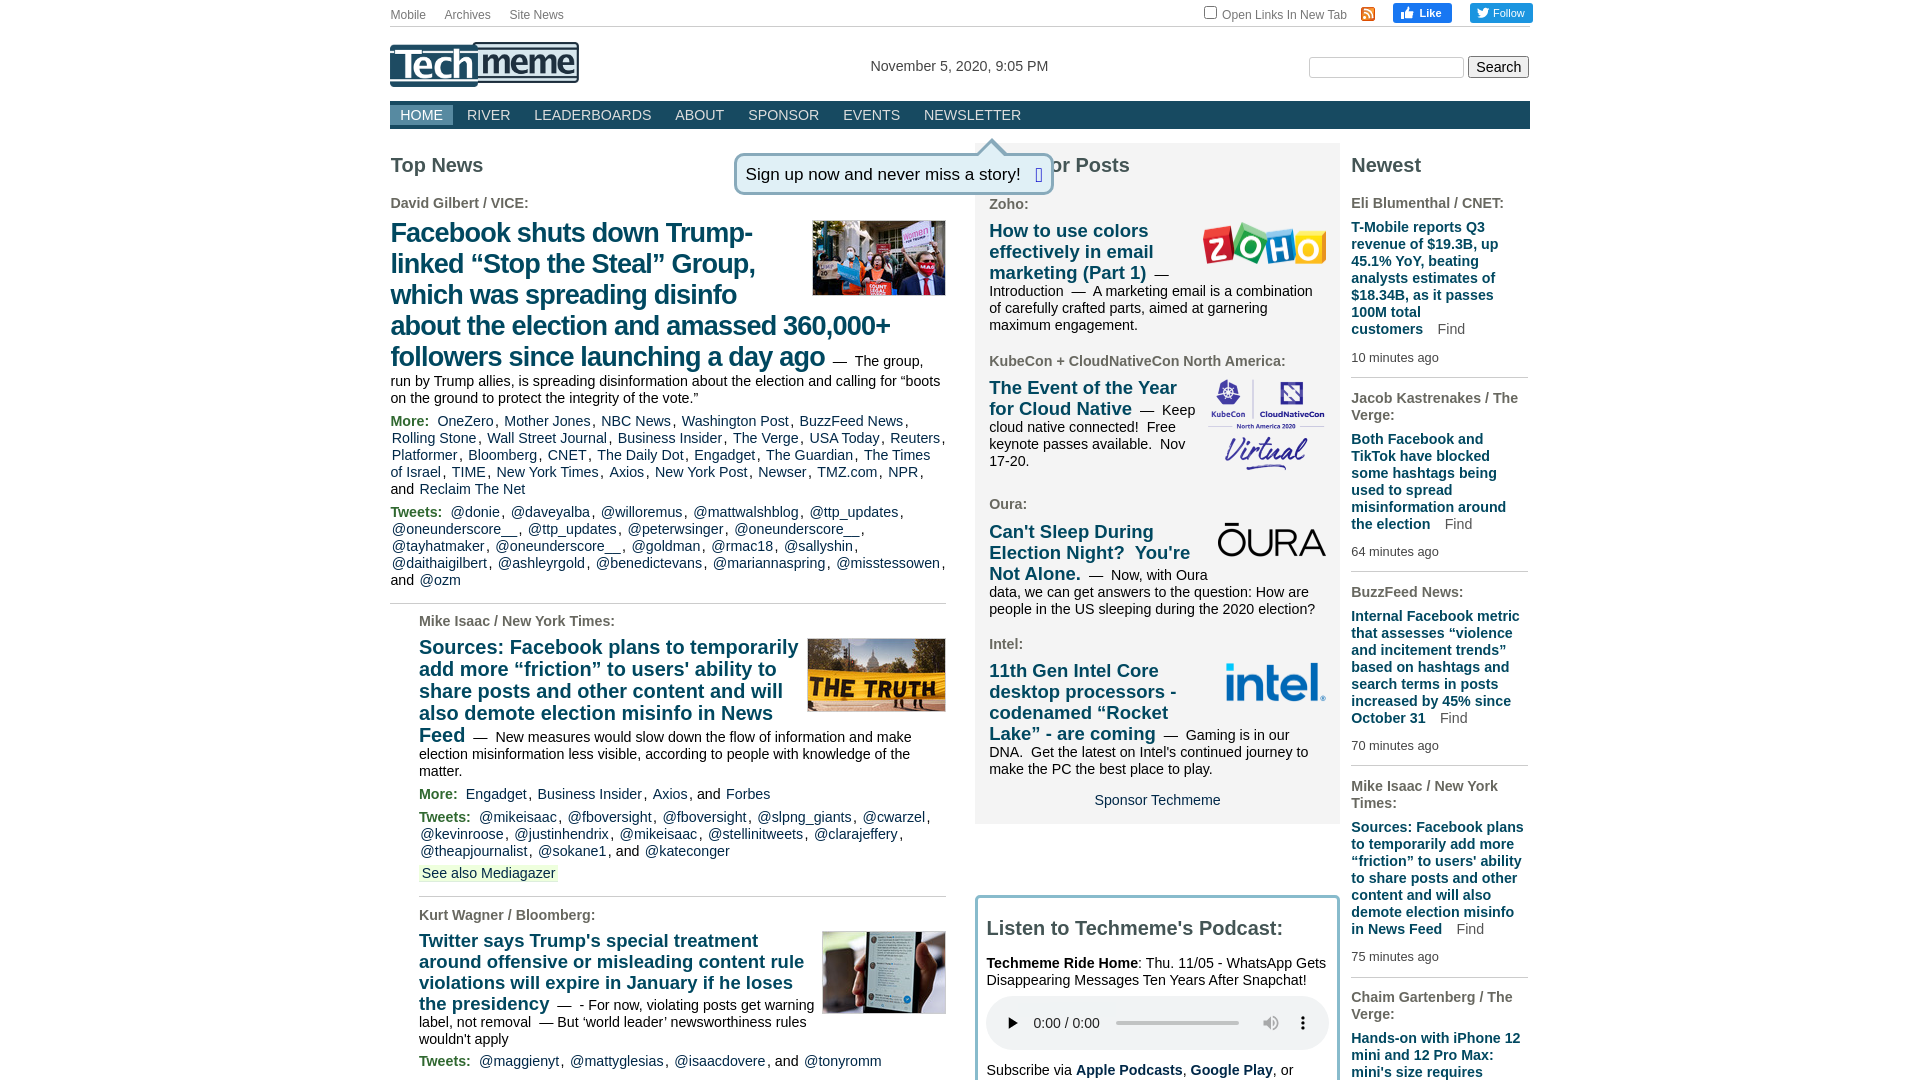 Mobile Archives Site News
Open Links In New Tab Like Follow
Techmeme
November 5, 2020, 9:05 PM
Search
HOME RIVER LEADERBOARDS ABOUT SPONSOR EVENTS NEWSLETTER
Sign up now and never miss a story!
Top News
David Gilbert / VICE:
Facebook shuts down Trump-
linked “Stop the Steal” Group,
which was spreading disinfo
about the election and amassed 360,000+
followers since launching a day ago — The group,
run by Trump allies, is spreading disinformation about the election and calling for “boots
on the ground to protect the integrity of the vote.”
More: OneZero, Mother Jones, NBC News, Washington Post, BuzzFeed News,
Rolling Stone, Wall Street Journal, Business Insider, The Verge, USA Today, Reuters,
Platformer, Bloomberg, CNET, The Daily Dot, Engadget, The Guardian, The Times
of Israel, TIME, New York Times, Axios, New York Post, Newser, TMZ.com, NPR,
and Reclaim The Net
Tweets: @donie, @daveyalba, @willoremus, @mattwalshblog, @ttp_updates,
@oneunderscore__, @ttp_updates, @peterwsinger, @oneunderscore__,
@tayhatmaker, @oneunderscore__, @goldman, @rmac18, @sallyshin,
@daithaigilbert, @ashleyrgold, @benedictevans, @mariannaspring, @misstessowen,
and @ozm
Mike Isaac / New York Times:
Sources: Facebook plans to temporarily
add more “friction” to users' ability to
share posts and other content and will
also demote election misinfo in News
Feed — New measures would slow down the flow of information and make
election misinformation less visible, according to people with knowledge of the
matter.
THE TRUTH
More: Engadget, Business Insider, Axios, and Forbes
Tweets: @mikeisaac, @fboversight, @fboversight, @slpng_giants, @cwarzel,
@kevinroose, @justinhendrix, @mikeisaac, @stellinitweets, @clarajeffery,
@theapjournalist, @sokane1, and @kateconger
See also Mediagazer
Kurt Wagner / Bloomberg:
Twitter says Trump's special treatment
around offensive or misleading content rule
violations will expire in January if he loses
the presidency — - For now, violating posts get warning
label, not removal — But ‘world leader’ newsworthiness rules
wouldn't apply
Tweets: @maggienyt, @mattyglesias, @isaacdovere, and @tonyromm
or Posts
Zoho:
How to use colors
effectively in email
marketing (Part 1) —
Introduction — A marketing email is a combination
of carefully crafted parts, aimed at garnering
maximum engagement.
ZOHO
KubeCon + CloudNativeCon North America:
The Event of the Year
for Cloud Native — Keep
cloud native connected! Free
keynote passes available. Nov
17-20.
KubeCon CloudNativeCon
North America 2020
Virtual
Oura:
Can't Sleep During
Election Night? You're
Not Alone. — Now, with Oura
data, we can get answers to the question: How are
people in the US sleeping during the 2020 election?
ŌURA
Intel:
11th Gen Intel Core
desktop processors -
codenamed “Rocket
Lake” - are coming — Gaming is in our
DNA. Get the latest on Intel's continued journey to
make the PC the best place to play.
intel
Sponsor Techmeme
Listen to Techmeme's Podcast:
Techmeme Ride Home: Thu. 11/05 - WhatsApp Gets
Disappearing Messages Ten Years After Snapchat!
0:00 / 0:00
Subscribe via Apple Podcasts, Google Play, or
Newest
Eli Blumenthal / CNET:
T-Mobile reports Q3
revenue of $19.3B, up
45.1% YoY, beating
analysts estimates of
$18.34B, as it passes
100M total
customers Find
10 minutes ago
Jacob Kastrenakes / The
Verge:
Both Facebook and
TikTok have blocked
some hashtags being
used to spread
misinformation around
the election Find
64 minutes ago
BuzzFeed News:
Internal Facebook metric
that assesses “violence
and incitement trends”
based on hashtags and
search terms in posts
increased by 45% since
October 31 Find
70 minutes ago
Mike Isaac / New York
Times:
Sources: Facebook plans
to temporarily add more
“friction” to users' ability
to share posts and other
content and will also
demote election misinfo
in News Feed Find
75 minutes ago
Chaim Gartenberg / The
Verge:
Hands-on with iPhone 12
mini and 12 Pro Max:
mini's size requires